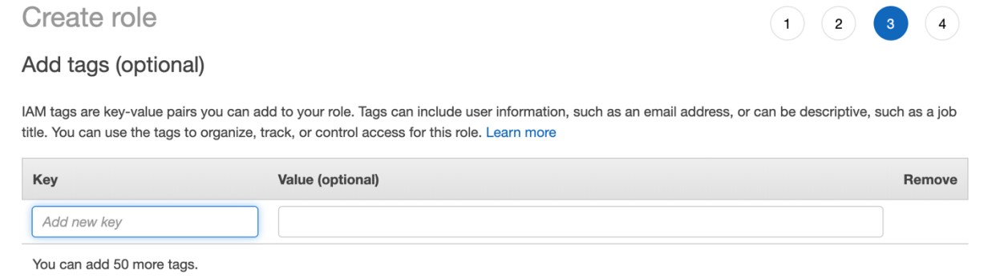 Create role
1 2 3 4
Add tags (optional)
IAM tags are key-value pairs you can add to your role. Tags can include user information, such as an email address, or can be descriptive, such as a job
title. You can use the tags to organize, track, or control access for this role. Learn more
Key Value (optional) Remove
Add new key
You can add 50 more tags.